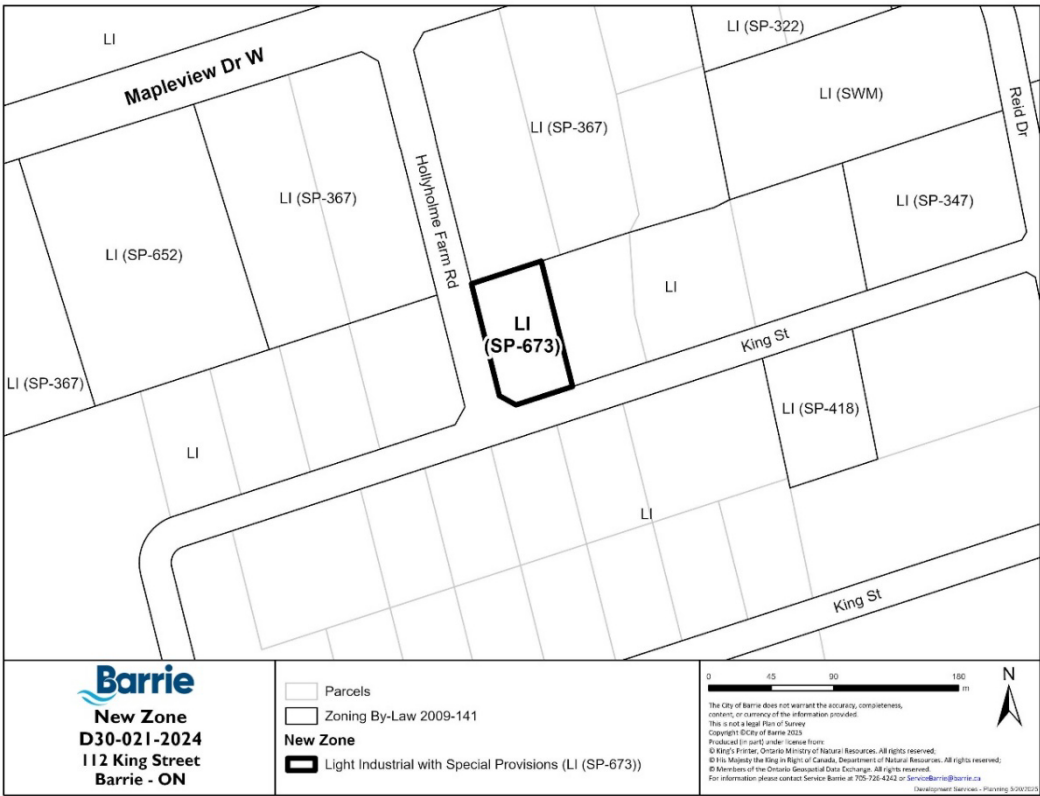 LI
Mapleview Dr W
LI (SP-322)
LI (SWM)
Reid Dr
LI (SP-367)
Hollyholme Farm Rd
LI (SP-367)
LI (SP-347)
LI (SP-652)
LI
LI
(SP-673)
King St
LI (SP-367)
LI (SP-418)
LI
LI
King St
Barrie
New Zone
D30-021-2024
112 King Street
Barrie - ON
Parcels
Zoning By-Law 2009-141
New Zone
Light Industrial with Special Provisions (LI (SP-673))
0 45 90 180
m
N
The City of Barrie does not warrant the accuracy, completeness,
content, or currency of the information provided.
This is not a legal Plan of Survey
Copyright ©City of Barrie 2025
Produced (in part) under license from:
© King's Printer, Ontario Ministry of Natural Resources. All rights reserved;
© His Majesty the King in Right of Canada, Department of Natural Resources. All rights reserved;
© Members of the Ontario Geospatial Data Exchange. All rights reserved.
For information please contact Service Barrie at 705-726-4242 or ServiceBarrie@barrie.ca
Development Services - Planning 5/20/2025